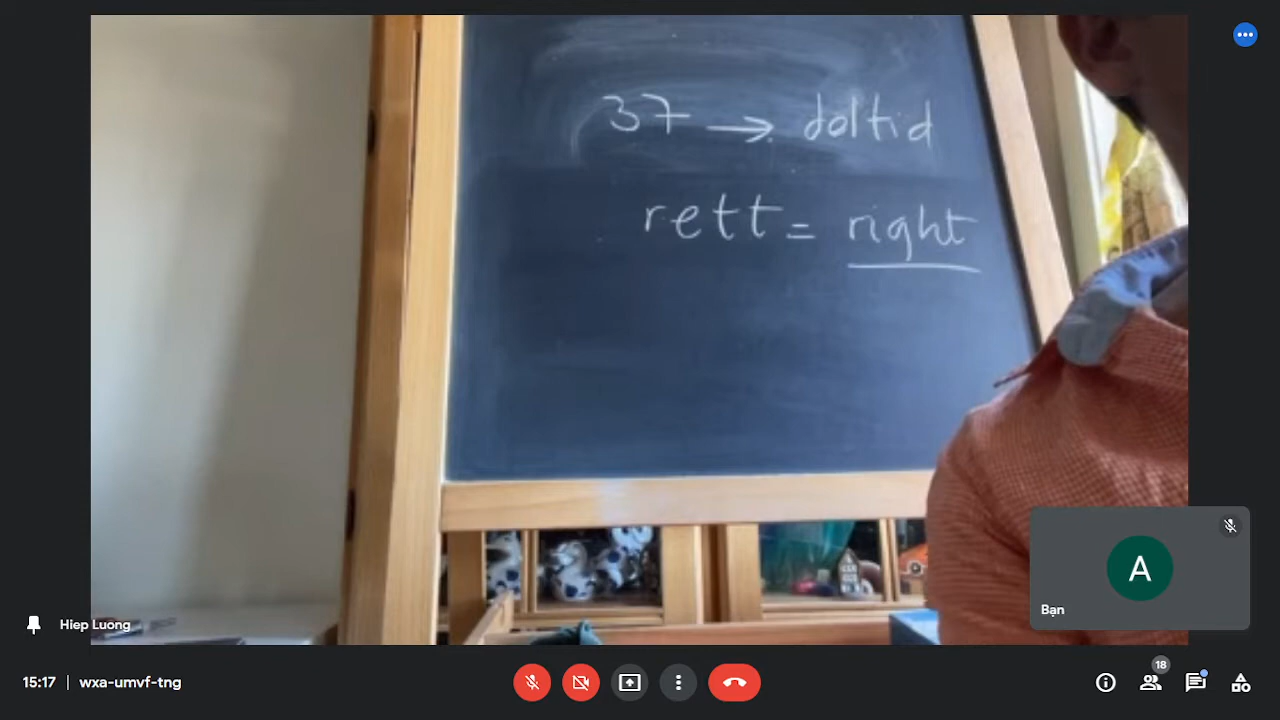 37 → doltid
rett = right
A
Bạn
Hiep Luong
15:17 | wxa-umvf-tng
18